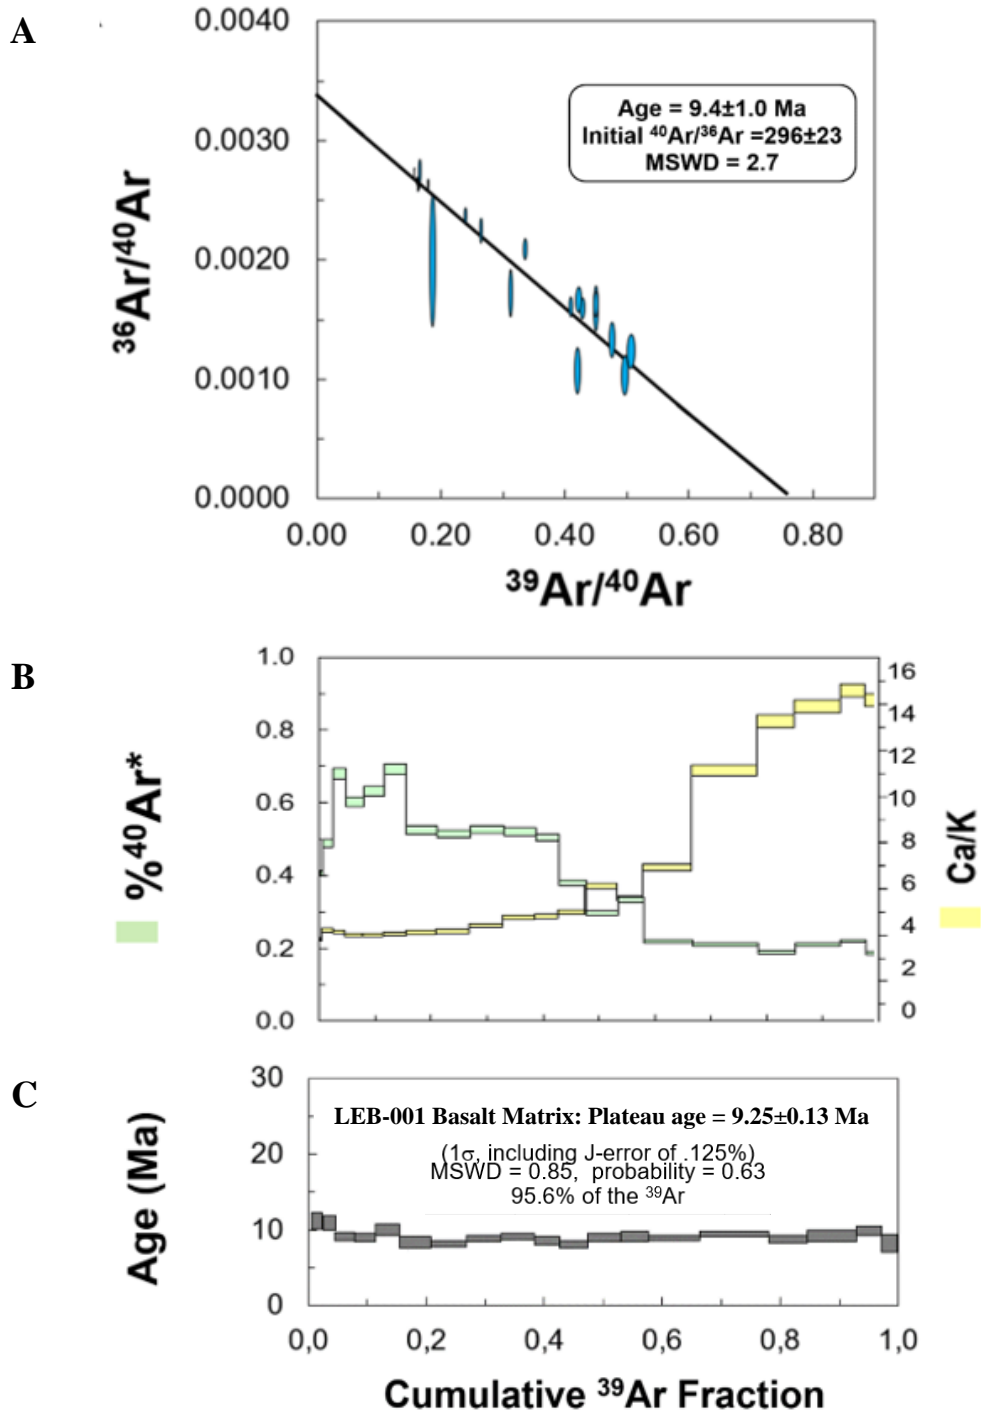 A
0.0040
0.0030
0.0020
0.0010
0.0000
³⁶Ar/⁴⁰Ar
Age = 9.4±1.0 Ma
Initial ⁴⁰Ar/³⁶Ar =296±23
MSWD = 2.7
0.00 0.20 0.40 0.60 0.80
³⁹Ar/⁴⁰Ar
B
1.0
0.8
0.6
0.4
0.2
0.0
%⁴⁰Ar*
16
14
12
10
8
6
4
2
0
Ca/K
C
30
20
10
0
Age (Ma)
LEB-001 Basalt Matrix: Plateau age = 9.25±0.13 Ma
(1σ, including J-error of .125%)
MSWD = 0.85, probability = 0.63
95.6% of the ³⁹Ar
0,0 0,2 0,4 0,6 0,8 1,0
Cumulative ³⁹Ar Fraction